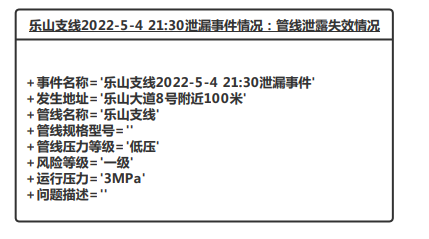 乐山支线2022-5-4 21:30泄漏事件情况：管线泄露失效情况
+事件名称='乐山支线2022-5-4 21:30泄漏事件'
+发生地址='乐山大道8号附近100米'
+管线名称='乐山支线'
+管线规格型号=''
+管线压力等级='低压'
+风险等级='一级'
+运行压力='3MPa'
+问题描述=''